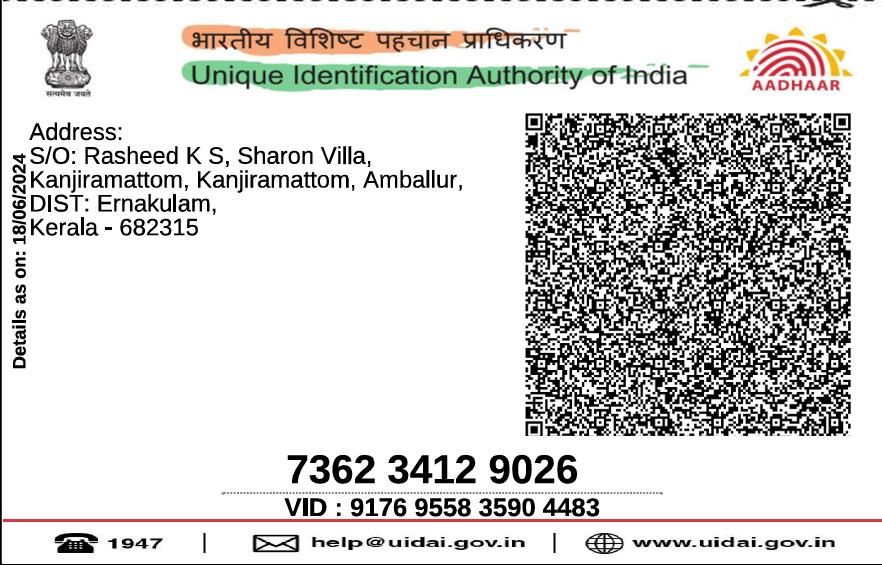 भारतीय विशिष्ट पहचान प्राधिकरण
Unique Identification Authority of India
सत्यमेव जयते
AADHAAR
Address:
S/O: Rasheed K S, Sharon Villa,
Kanjiramattom, Kanjiramattom, Amballur,
DIST: Ernakulam,
Kerala - 682315
Details as on: 18/06/2024
7362 3412 9026
VID : 9176 9558 3590 4483
1947 | help@uidai.gov.in | www.uidai.gov.in